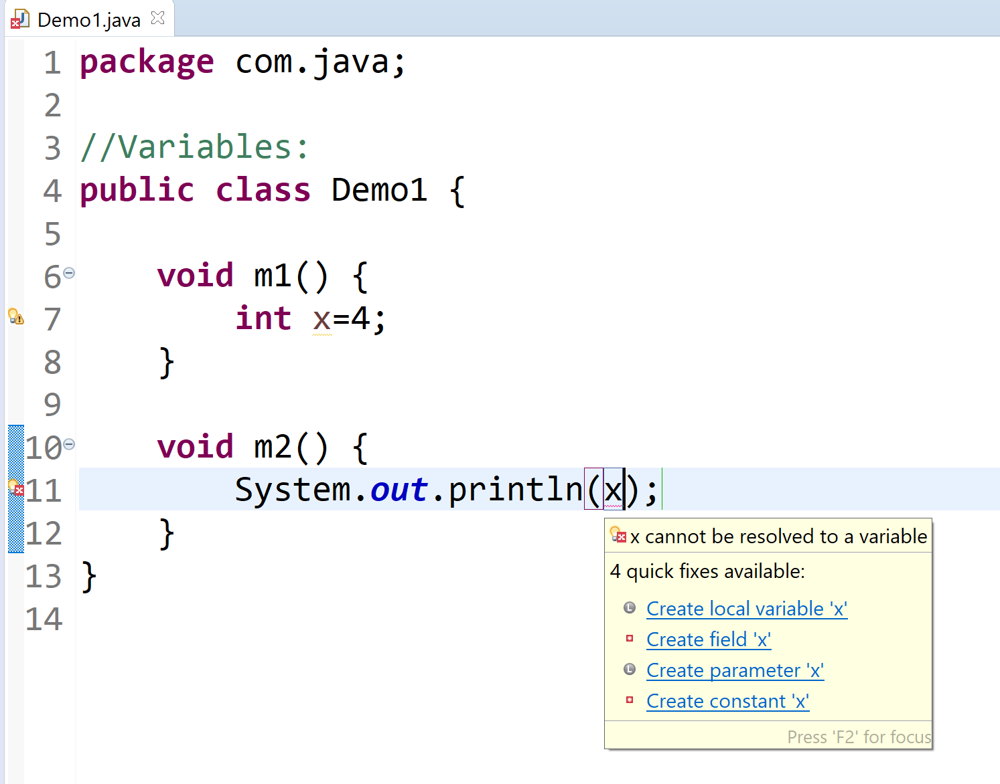 Demo1.java
1 package com.java;
2
3 //Variables:
4 public class Demo1 {
5
6     void m1() {
7         int x=4;
8     }
9
10     void m2() {
11         System.out.println(x);
12     }
13 }
14
x cannot be resolved to a variable
4 quick fixes available:
Create local variable 'x'
Create field 'x'
Create parameter 'x'
Create constant 'x'
Press 'F2' for focus